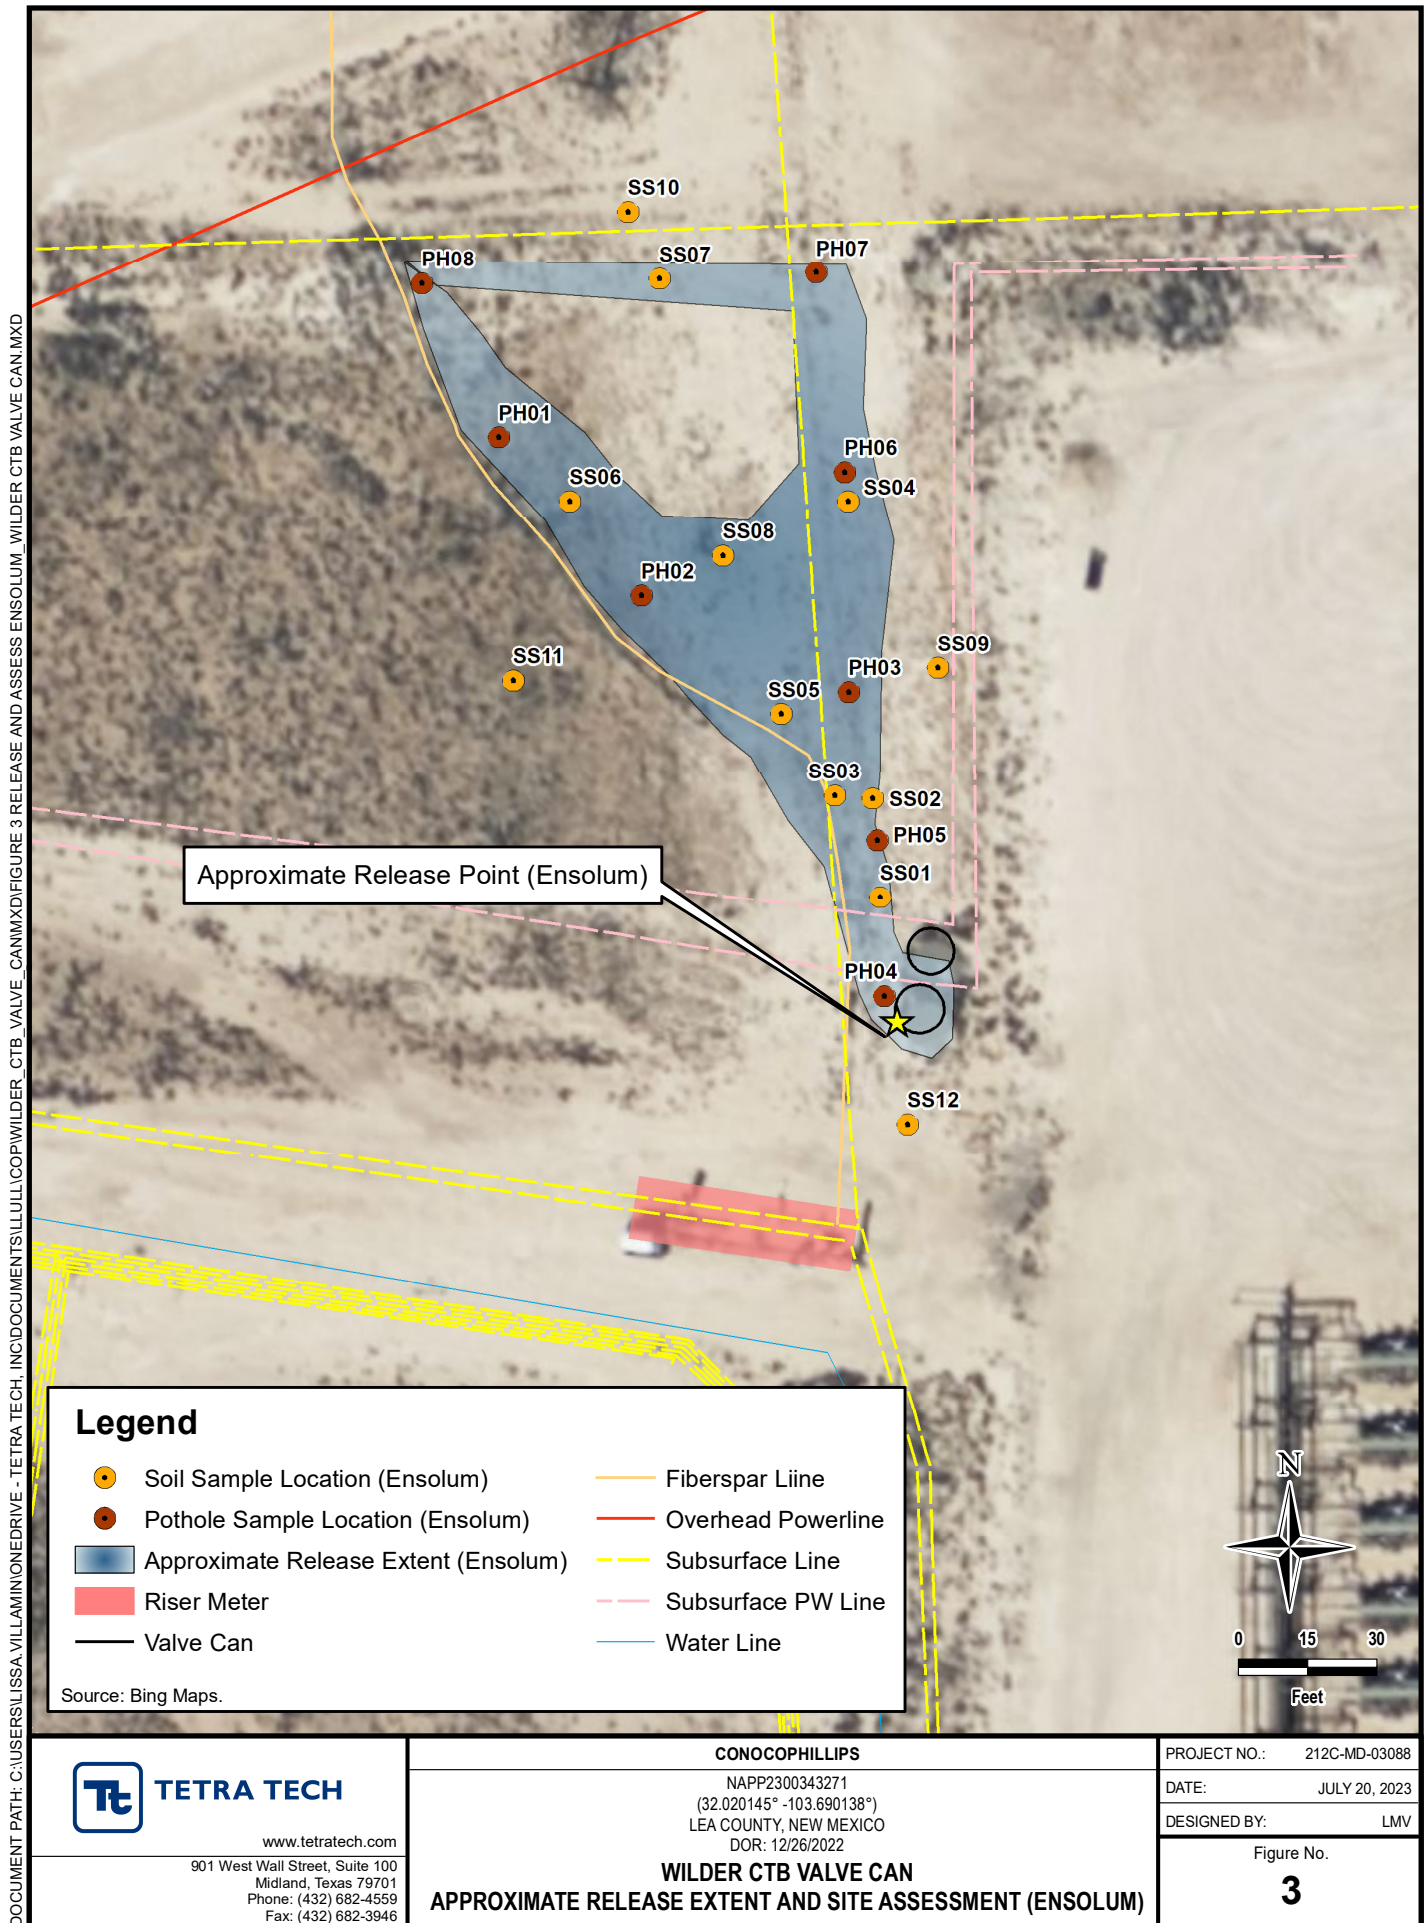 DOCUMENT PATH: C:\USERS\LISSA.VILLAMIN\ONEDRIVE - TETRA TECH, INC\DOCUMENTS\LLULL\COP\WILDER_CTB_VALVE_CAN\MXD\FIGURE 3 RELEASE AND ASSESS ENSOLUM_WILDER CTB VALVE CAN.MXD
SS10
PH08
SS07
PH07
PH01
PH06
SS06
SS04
SS08
PH02
SS09
SS11
PH03
SS05
SS03
SS02
PH05
Approximate Release Point (Ensolum)
SS01
PH04
SS12
Legend
Soil Sample Location (Ensolum)
Pothole Sample Location (Ensolum)
Approximate Release Extent (Ensolum)
Riser Meter
Valve Can
Fiberspar Liine
Overhead Powerline
Subsurface Line
Subsurface PW Line
Water Line
Source: Bing Maps.
N
0 15 30
Feet
Tt TETRA TECH
www.tetratech.com
901 West Wall Street, Suite 100
Midland, Texas 79701
Phone: (432) 682-4559
Fax: (432) 682-3946
CONOCOPHILLIPS
NAPP2300343271
(32.020145° -103.690138°)
LEA COUNTY, NEW MEXICO
DOR: 12/26/2022
WILDER CTB VALVE CAN
APPROXIMATE RELEASE EXTENT AND SITE ASSESSMENT (ENSOLUM)
PROJECT NO.: 212C-MD-03088
DATE: JULY 20, 2023
DESIGNED BY: LMV
Figure No.
3